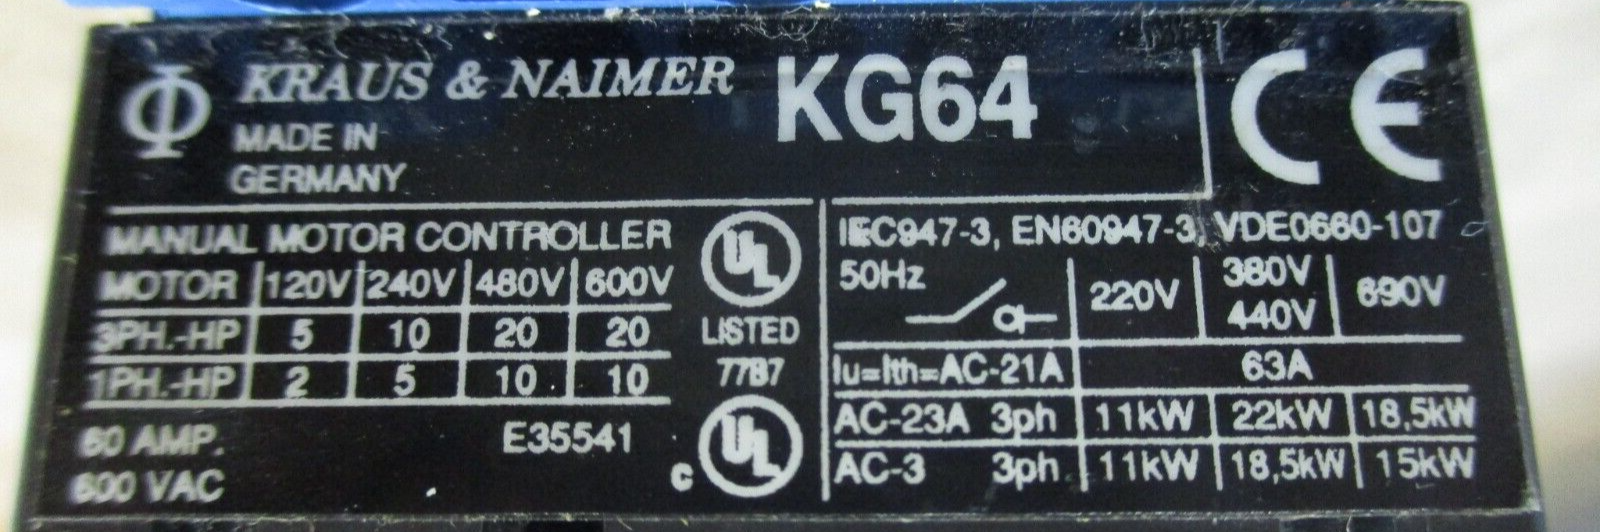 KRAUS & NAIMER KG64 CE
MADE IN
GERMANY
MANUAL MOTOR CONTROLLER
MOTOR 120V 240V 480V 600V
3PH.-HP 5 10 20 20
1PH.-HP 2 5 10 10
60 AMP. E35541
600 VAC
UL
LISTED
7787
c UL
IEC947-3, EN60947-3, VDE0660-107
50Hz 220V 380V 690V
440V
Iu=Ith=AC-21A 63A
AC-23A 3ph 11kW 22kW 18,5kW
AC-3 3ph 11kW 18,5kW 15kW